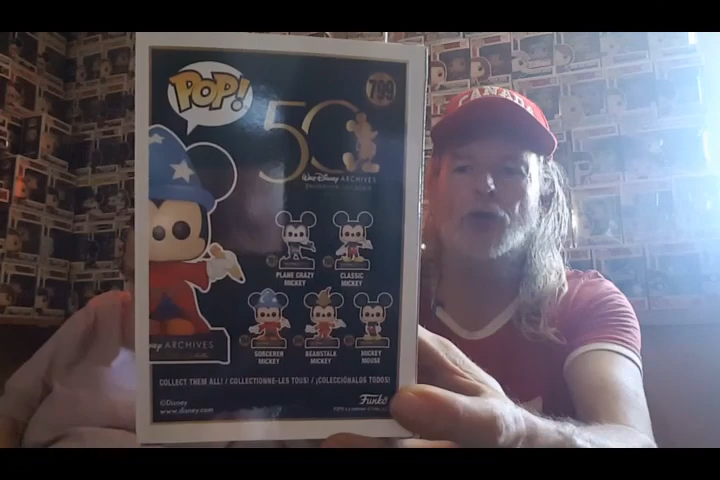 CANADA
POP!
799
50
Walt Disney ARCHIVES
PLANE CRAZY
MICKEY
CLASSIC
MICKEY
SORCERER
MICKEY
BEANSTALK
MICKEY
MICKEY
MOUSE
ARCHIVES
COLLECT THEM ALL! / COLLECTIONNE-LES TOUS! / ¡COLECCIÓNALOS TODOS!
©Disney
www.disney.com
Funko